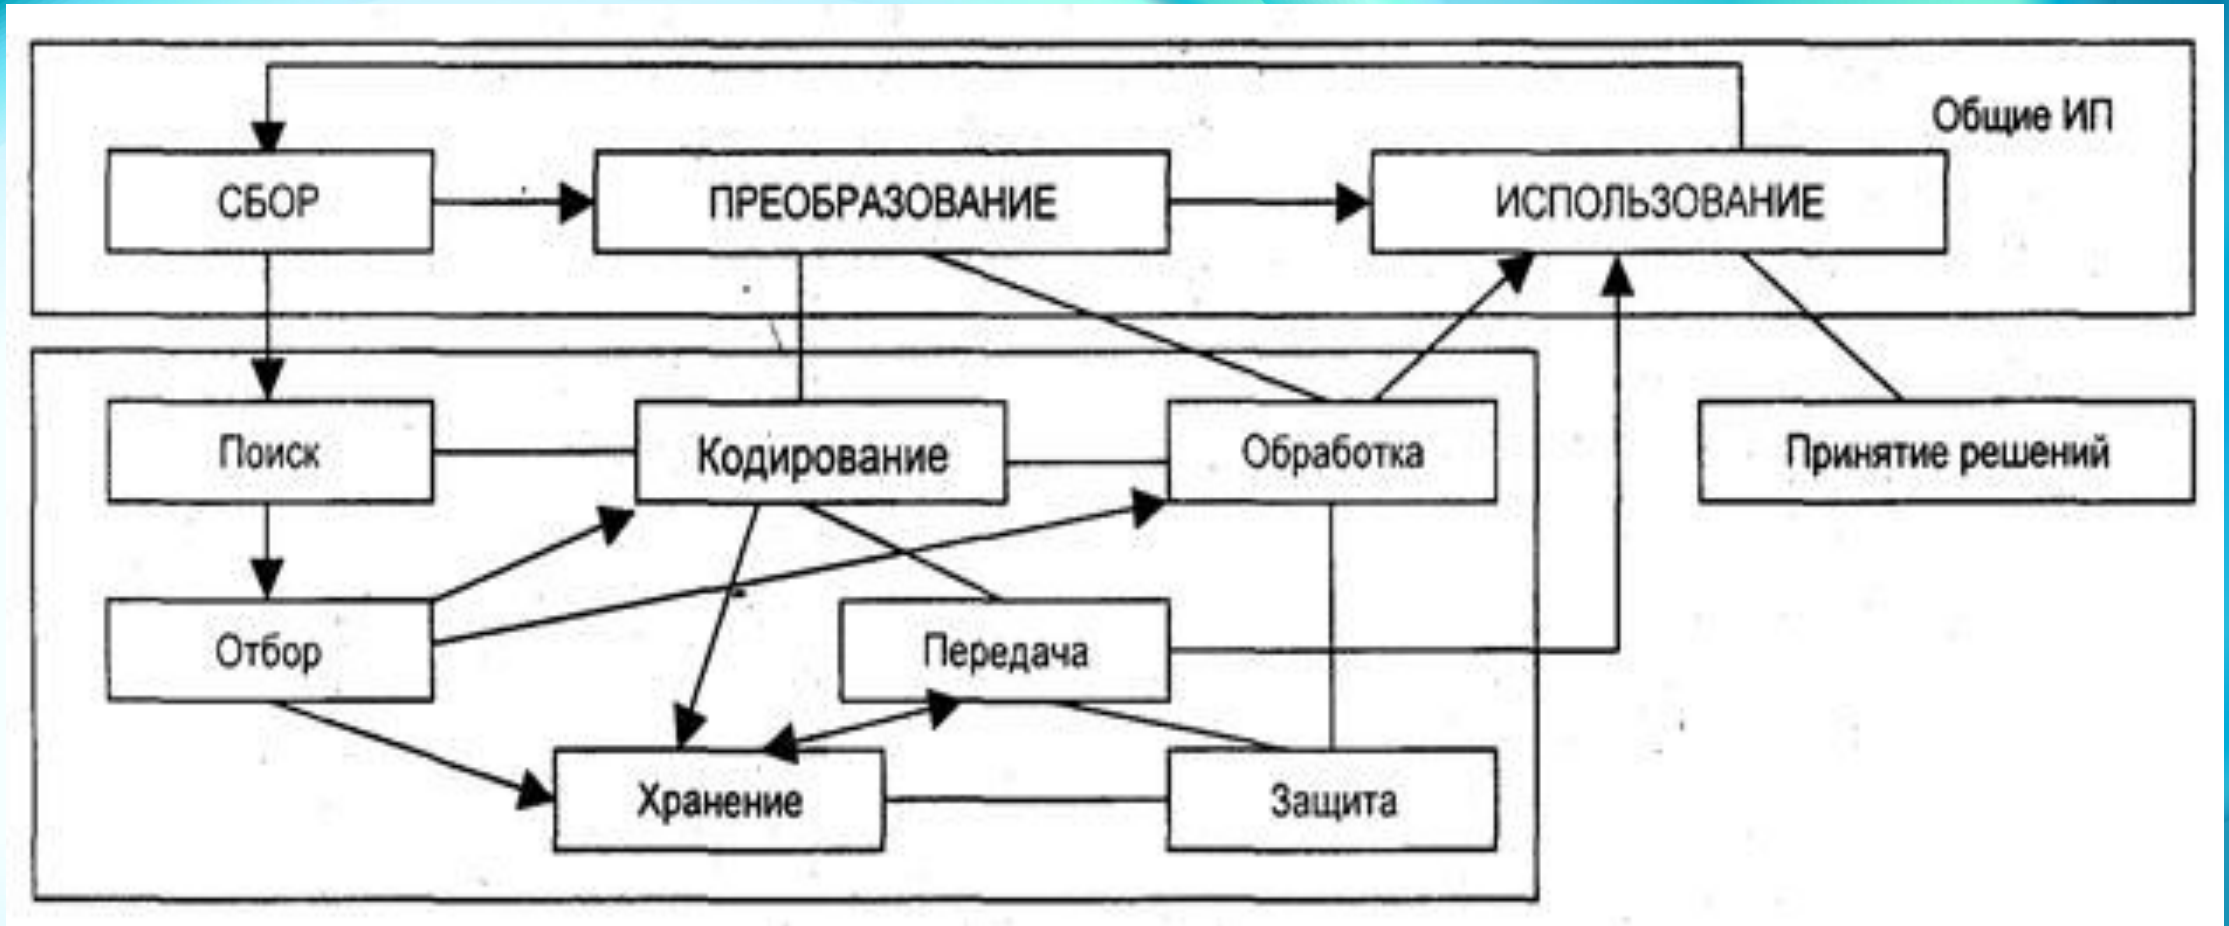 Общие ИП
СБОР
ПРЕОБРАЗОВАНИЕ
ИСПОЛЬЗОВАНИЕ
Поиск
Кодирование
Обработка
Принятие решений
Отбор
Передача
Хранение
Защита